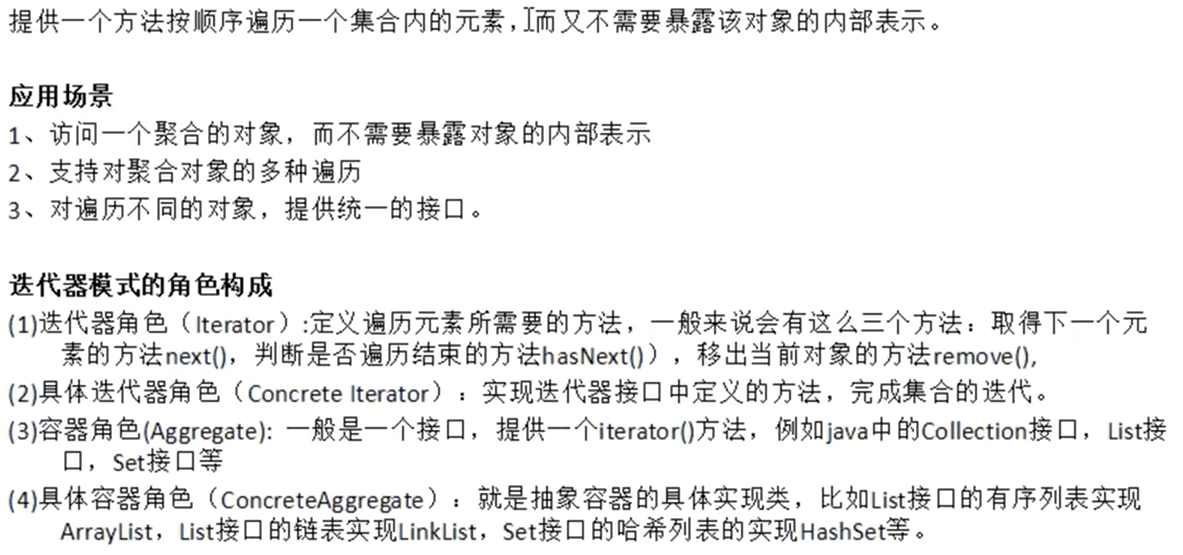 提供一个方法按顺序遍历一个集合内的元素,而又不需要暴露该对象的内部表示。
应用场景
1、访问一个聚合的对象，而不需要暴露对象的内部表示
2、支持对聚合对象的多种遍历
3、对遍历不同的对象，提供统一的接口。
迭代器模式的角色构成
(1)迭代器角色（Iterator）:定义遍历元素所需要的方法，一般来说会有这么三个方法：取得下一个元
素的方法next()，判断是否遍历结束的方法hasNext()），移出当前对象的方法remove(),
(2)具体迭代器角色（Concrete Iterator）：实现迭代器接口中定义的方法，完成集合的迭代。
(3)容器角色(Aggregate): 一般是一个接口，提供一个iterator()方法，例如java中的Collection接口，List接
口，Set接口等
(4)具体容器角色（ConcreteAggregate）：就是抽象容器的具体实现类，比如List接口的有序列表实现
ArrayList，List接口的链表实现LinkList，Set接口的哈希列表的实现HashSet等。